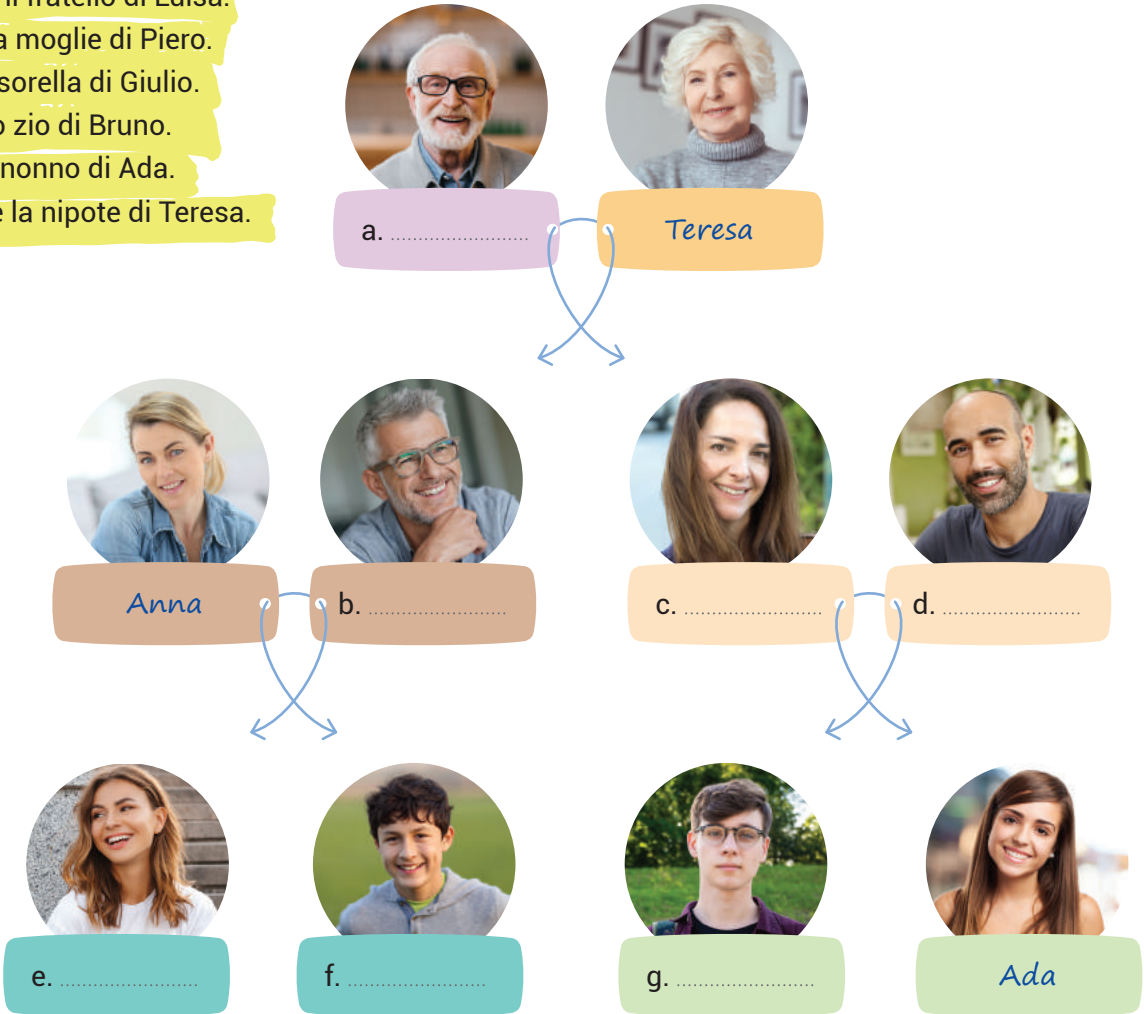 il fratello di Luisa.
a moglie di Piero.
sorella di Giulio.
o zio di Bruno.
nonno di Ada.
la nipote di Teresa.
a. ........................
Teresa
Anna
b. ........................
c. ........................
d. ........................
e. ........................
f. ........................
g. ........................
Ada